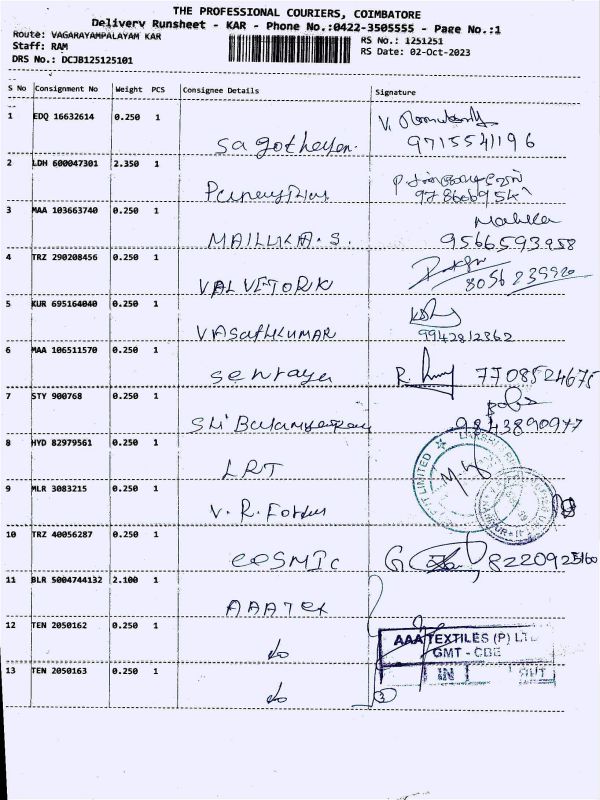 THE PROFESSIONAL COURIERS, COIMBATORE
Delivery Runsheet - KAR - Phone No.:0422-3505555 - Page No.:1
Route: VAGARAYAMPALAYAM KAR
RS No.: 1251251
Staff: RAM
RS Date: 02-Oct-2023
DRS No.: DCJB125125101
S No Consignment No Weight PCS Consignee Details Signature
1 EDQ 16632614 0.250 1
9715541196
2 LDH 600047301 2.350 1
3 MAA 103663740 0.250 1
MALLIKA.S. 9566593958
4 TRZ 290208456 0.250 1
8056239920
5 KUR 695164040 0.250 1
VASATHKUMAR 9942812362
6 MAA 106511570 0.250 1
R. 7708524675
7 STY 900768 0.250 1
Sri 9843890977
8 HYD 82979561 0.250 1
LRT
9 MLR 3083215 0.250 1
V. R.
10 TRZ 40056287 0.250 1
COSMIC G
11 BLR 5004744132 2.100 1
AAATEX
12 TEN 2050162 0.250 1
do
AAA TEXTILES (P) LTD
GMT - CBE
13 TEN 2050163 0.250 1
IN OUT
do 3